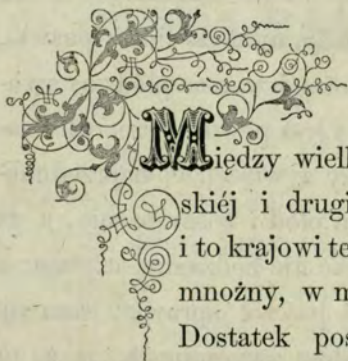 Między wiel
skiéj i drugi
i to krajowi te
mnożny, w m
Dostatek pos